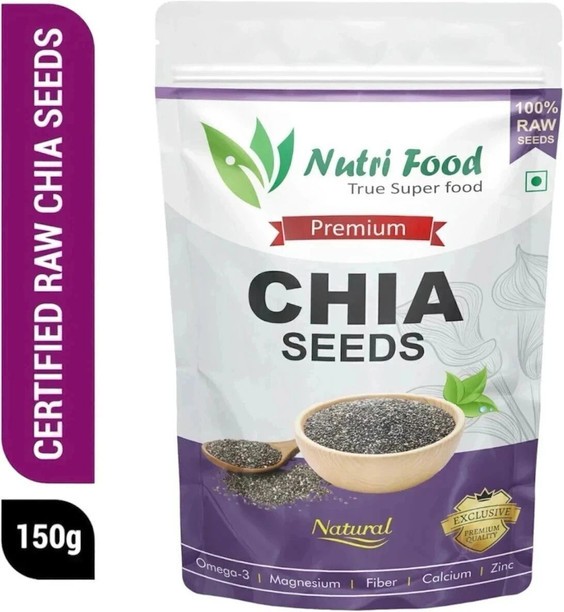 CERTIFIED RAW CHIA SEEDS
150g
100%
RAW
SEEDS
Nutri Food
True Super food
Premium
CHIA
SEEDS
Natural
EXCLUSIVE
PREMIUM
QUALITY
Omega-3 | Magnesium | Fiber | Calcium | Zinc